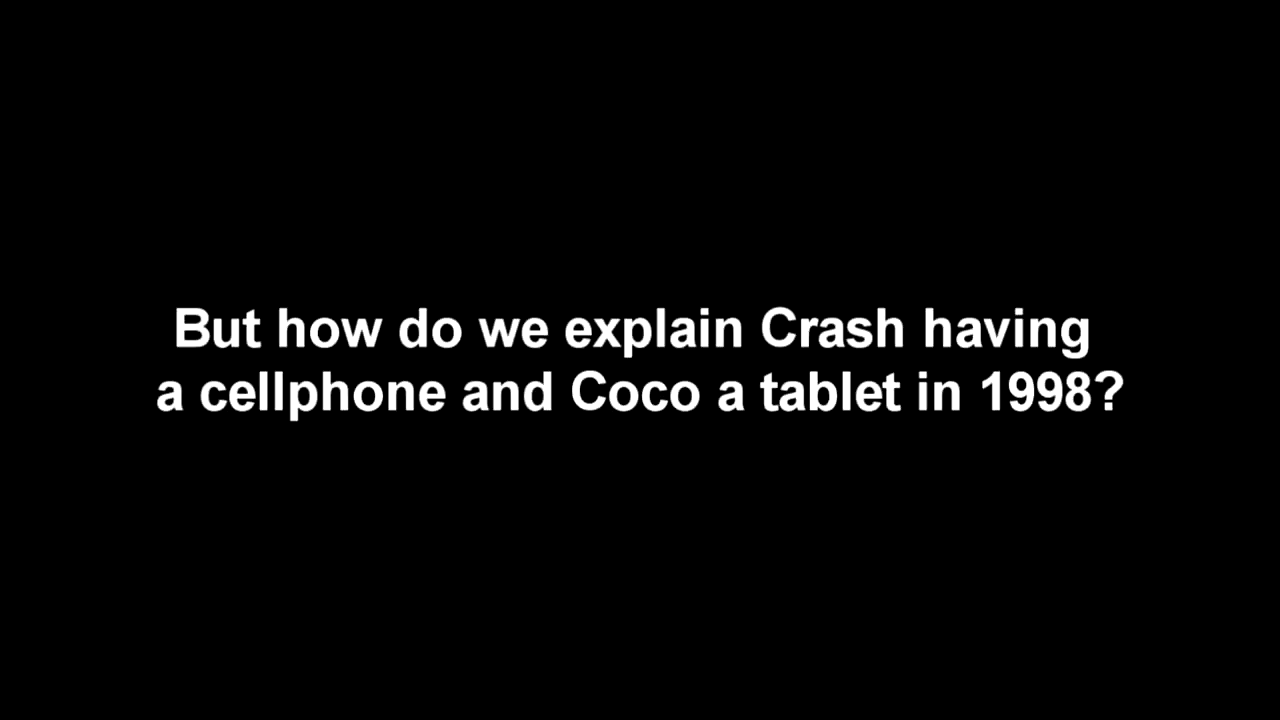 But how do we explain Crash having
a cellphone and Coco a tablet in 1998?